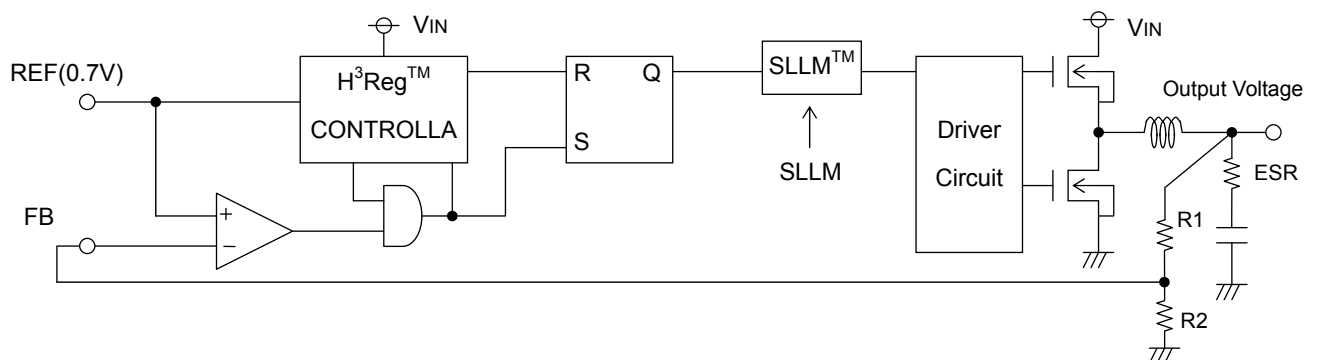 VIN
REF(0.7V)
H³Reg™
CONTROLLA
R
Q
S
SLLM™
SLLM
Driver
Circuit
VIN
Output Voltage
ESR
FB
+
−
R1
R2